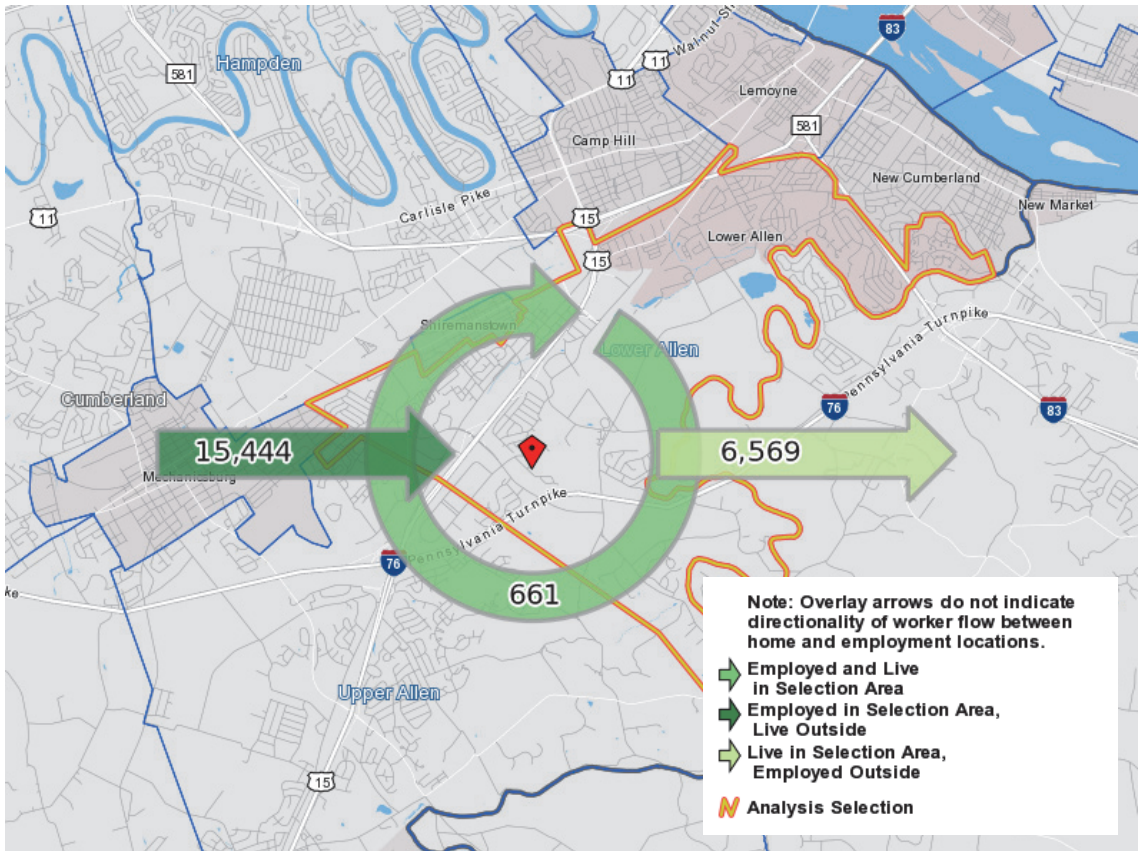 83
Walnut St
11
11
Hampden
581
Lemoyne
581
Camp Hill
New Cumberland
Carlisle Pike
11
15
New Market
Lower Allen
15
Shiremanstown
Pennsylvania Turnpike
Lower Allen
Cumberland
76
83
15,444
6,569
Mechanicsburg
Pennsylvania Turnpike
76
ke
661
Upper Allen
15
Note: Overlay arrows do not indicate
directionality of worker flow between
home and employment locations.
Employed and Live
in Selection Area
Employed in Selection Area,
Live Outside
Live in Selection Area,
Employed Outside
Analysis Selection